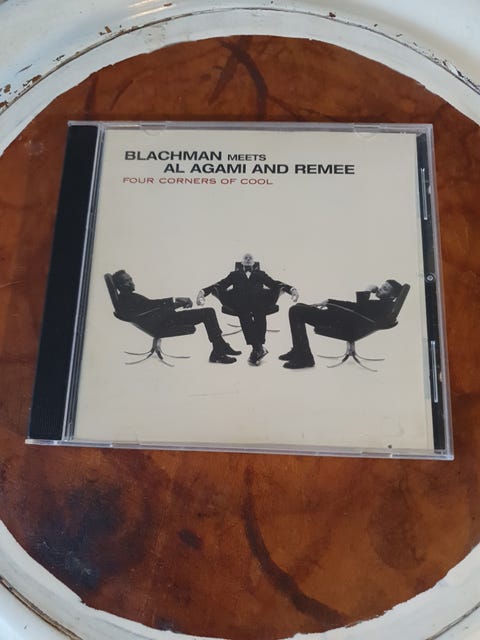 BLACHMAN MEETS
AL AGAMI AND REMEE
FOUR CORNERS OF COOL